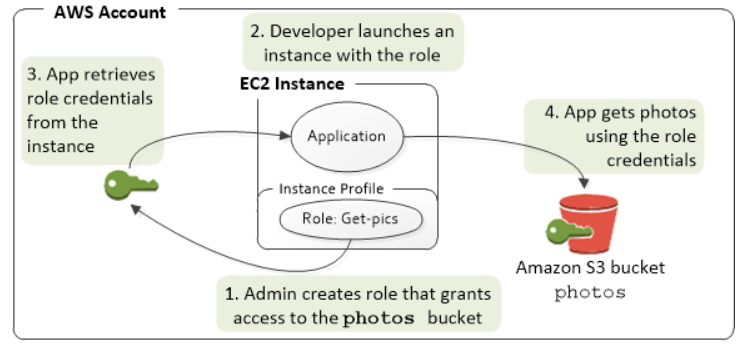 AWS Account
2. Developer launches an
instance with the role
3. App retrieves
role credentials
from the
instance
EC2 Instance
Application
4. App gets photos
using the role
credentials
Instance Profile
Role: Get-pics
Amazon S3 bucket
photos
1. Admin creates role that grants
access to the photos bucket